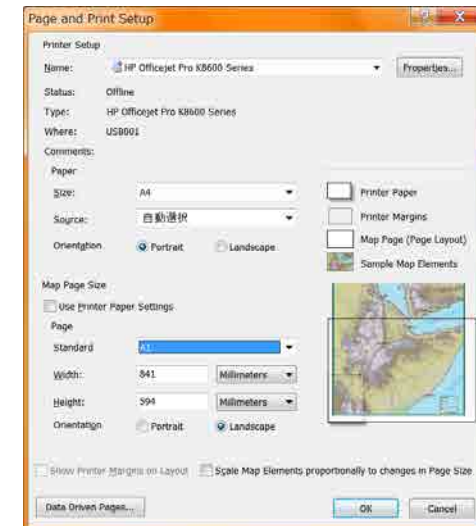 Page and Print Setup
Printer Setup
Name: HP Officejet Pro K8600 Series Properties...
Status: Offline
Type: HP Officejet Pro K8600 Series
Where: USB001
Comments:
Paper
Size: A4 Printer Paper
Source: 自動選択 Printer Margins
Map Page (Page Layout)
Orientation Portrait Landscape
Sample Map Elements
Map Page Size
Use Printer Paper Settings
Page
Standard A1
Width: 841 Millimeters
Height: 594 Millimeters
Orientation Portrait Landscape
Show Printer Margins on Layout Scale Map Elements proportionally to changes in Page Size
Data Driven Pages... OK Cancel